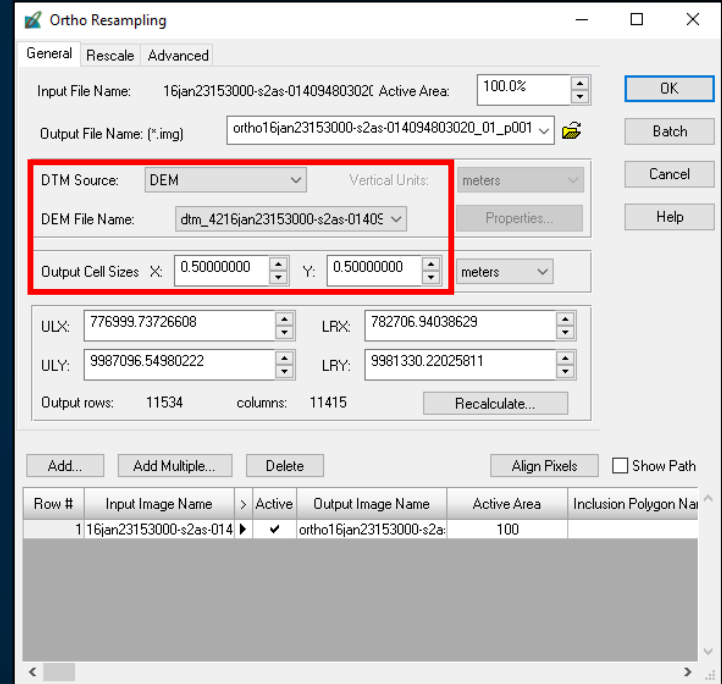 Ortho Resampling
General Rescale Advanced
Input File Name: 16jan23153000-s2as-01409480302( Active Area: 100.0%
OK
Output File Name: (*.img) ortho16jan23153000-s2as-014094803020_01_p001
Batch
DTM Source: DEM Vertical Units: meters
Cancel
DEM File Name: dtm_4216jan23153000-s2as-01409 Properties...
Help
Output Cell Sizes X: 0.50000000 Y: 0.50000000 meters
ULX: 776999.73726608 LRX: 782706.94038629
ULY: 9987096.54980222 LRY: 9981330.22025811
Output rows: 11534 columns: 11415 Recalculate...
Add... Add Multiple... Delete Align Pixels Show Path
Row # Input Image Name > Active Output Image Name Active Area Inclusion Polygon Nar
1 16jan23153000-s2as-014 ortho16jan23153000-s2a: 100